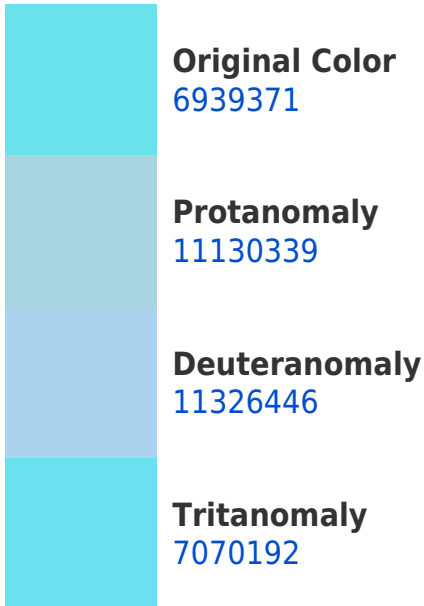 Original Color
6939371
Protanomaly
11130339
Deuteranomaly
11326446
Tritanomaly
7070192